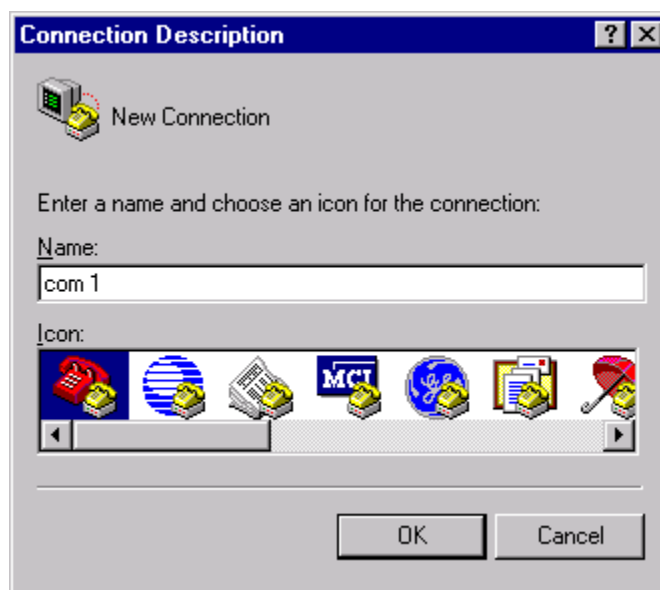 Connection Description
New Connection
Enter a name and choose an icon for the connection:
Name:
com 1
Icon:
MCI
OK Cancel